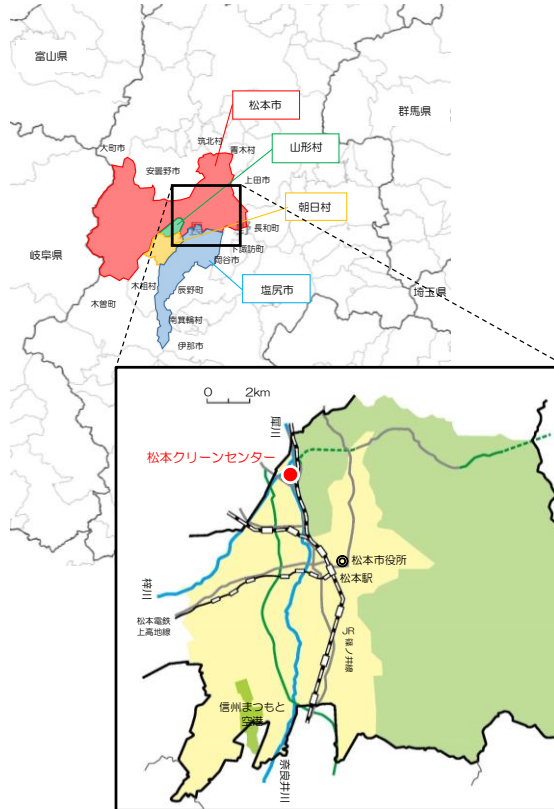 富山県
群馬県
松本市
筑北村
青木村
山形村
大町市
安曇野市
上田市
朝日村
長和町
岐阜県
下諏訪町
岡谷市
塩尻市
木祖村
辰野町
埼玉県
木曽町
南箕輪村
伊那市
0 2km
犀川
松本クリーンセンター
松本市役所
松本駅
梓川
松本電鉄
上高地線
JR篠ノ井線
信州まつもと
空港
奈良井川